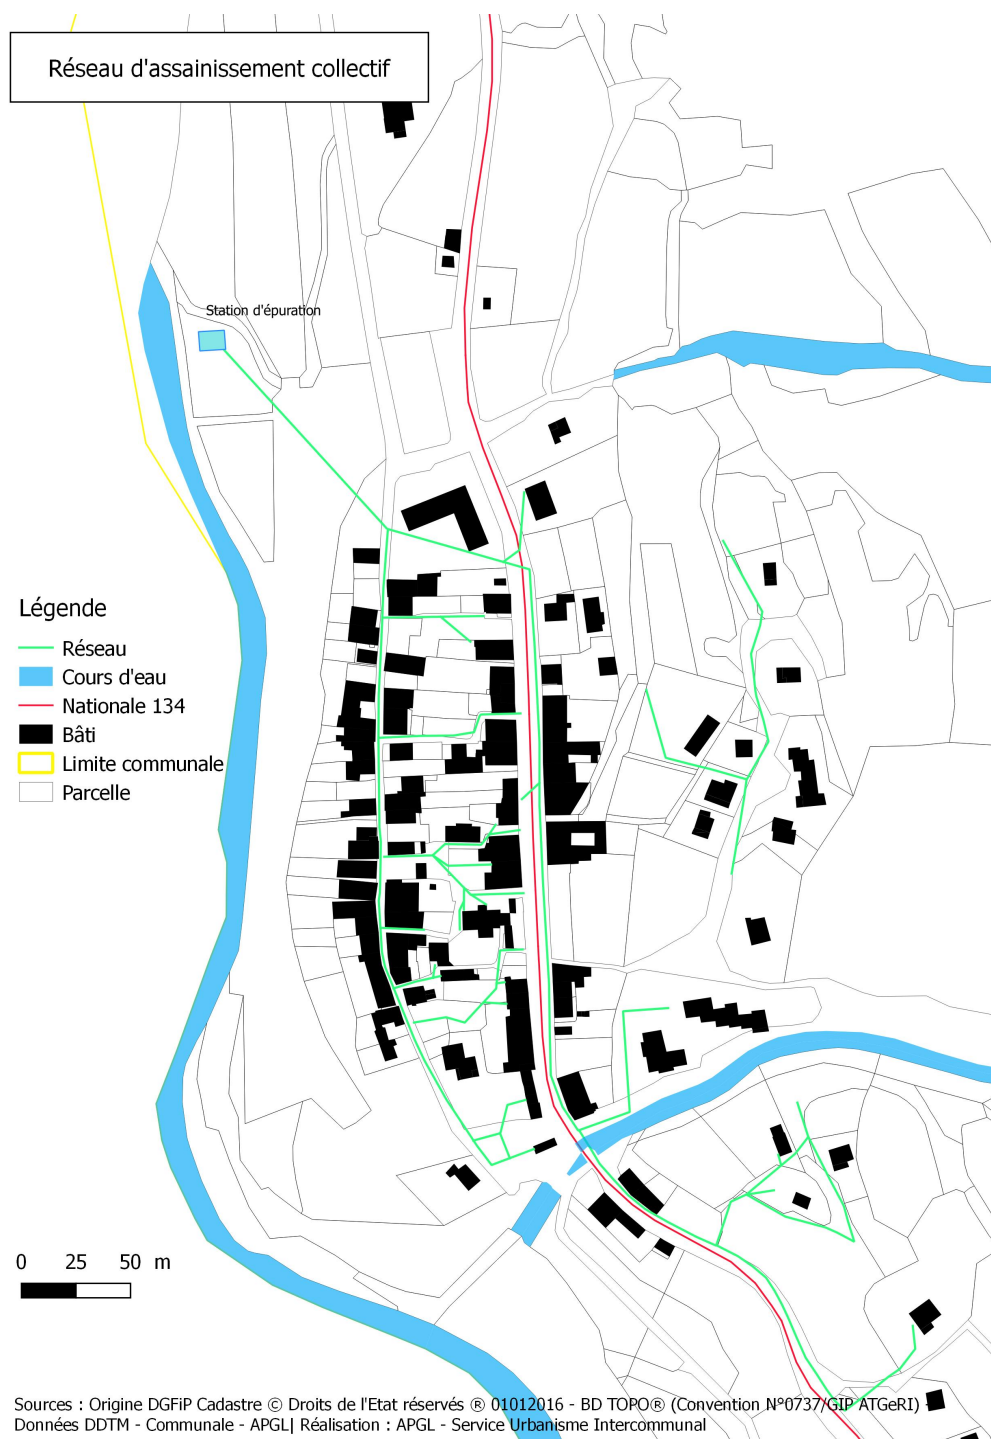 Réseau d'assainissement collectif
Station d'épuration
Légende
Réseau
Cours d'eau
Nationale 134
Bâti
Limite communale
Parcelle
0 25 50 m
Sources : Origine DGFiP Cadastre © Droits de l'Etat réservés ® 01012016 - BD TOPO® (Convention N°0737/GIP ATGeRI) -
Données DDTM - Communale - APGL| Réalisation : APGL - Service Urbanisme Intercommunal